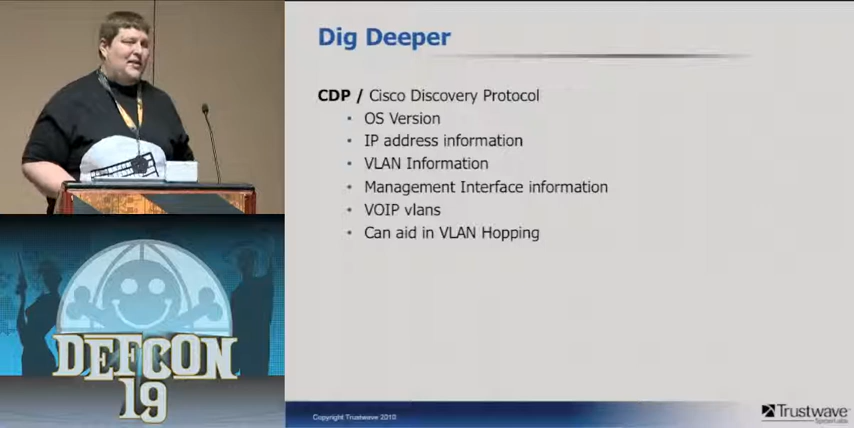 Dig Deeper
CDP / Cisco Discovery Protocol
• OS Version
• IP address information
• VLAN Information
• Management Interface information
• VOIP vlans
• Can aid in VLAN Hopping
DEFCON
19
Copyright Trustwave 2010
Trustwave
SpiderLabs